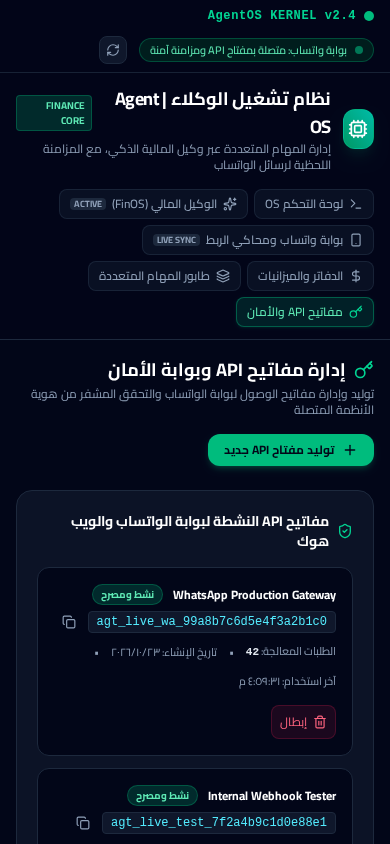 AgentOS KERNEL v2.4
بوابة واتساب: متصلة بمفتاح API ومزامنة آمنة
نظام تشغيل الوكلاء | Agent
OS
FINANCE
CORE
إدارة المهام المتعددة عبر وكيل المالية الذكي، مع المزامنة
اللحظية لرسائل الواتساب
لوحة التحكم OS
الوكيل المالي (FinOS) ACTIVE
بوابة واتساب ومحاكي الربط LIVE SYNC
الدفاتر والميزانيات
طابور المهام المتعددة
مفاتيح API والأمان
إدارة مفاتيح API وبوابة الأمان
توليد وإدارة مفاتيح الوصول لبوابة الواتساب والتحقق المشفر من هوية
الأنظمة المتصلة
توليد مفتاح API جديد
مفاتيح API النشطة لبوابة الواتساب والويب
هوك
WhatsApp Production Gateway نشط ومصرح
agt_live_wa_99a8b7c6d5e4f3a2b1c0
الطلبات المعالجة: 42 • تاريخ الإنشاء: ٢٠٢٦/١٠/٢٣ •
آخر استخدام: ٤:٥٩:٣١ م
إبطال
Internal Webhook Tester نشط ومصرح
agt_live_test_7f2a4b9c1d0e88e1